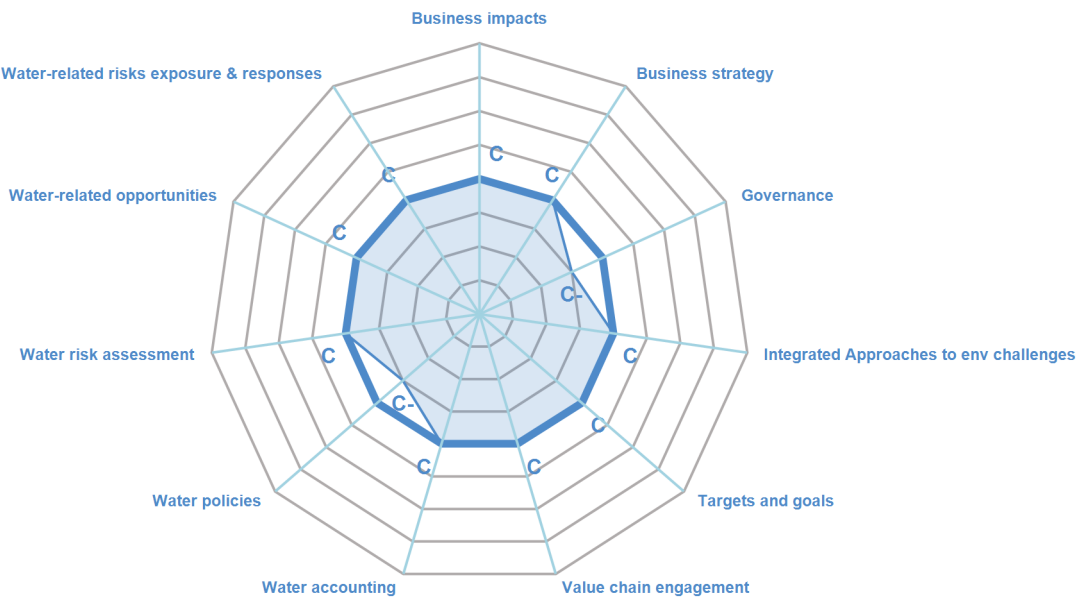 Business impacts
Water-related risks exposure & responses
Business strategy
C
C
C
Water-related opportunities
Governance
C
C-
Water risk assessment
C
C
Integrated Approaches to env challenges
C-
C
C
C
Water policies
Targets and goals
Water accounting
Value chain engagement